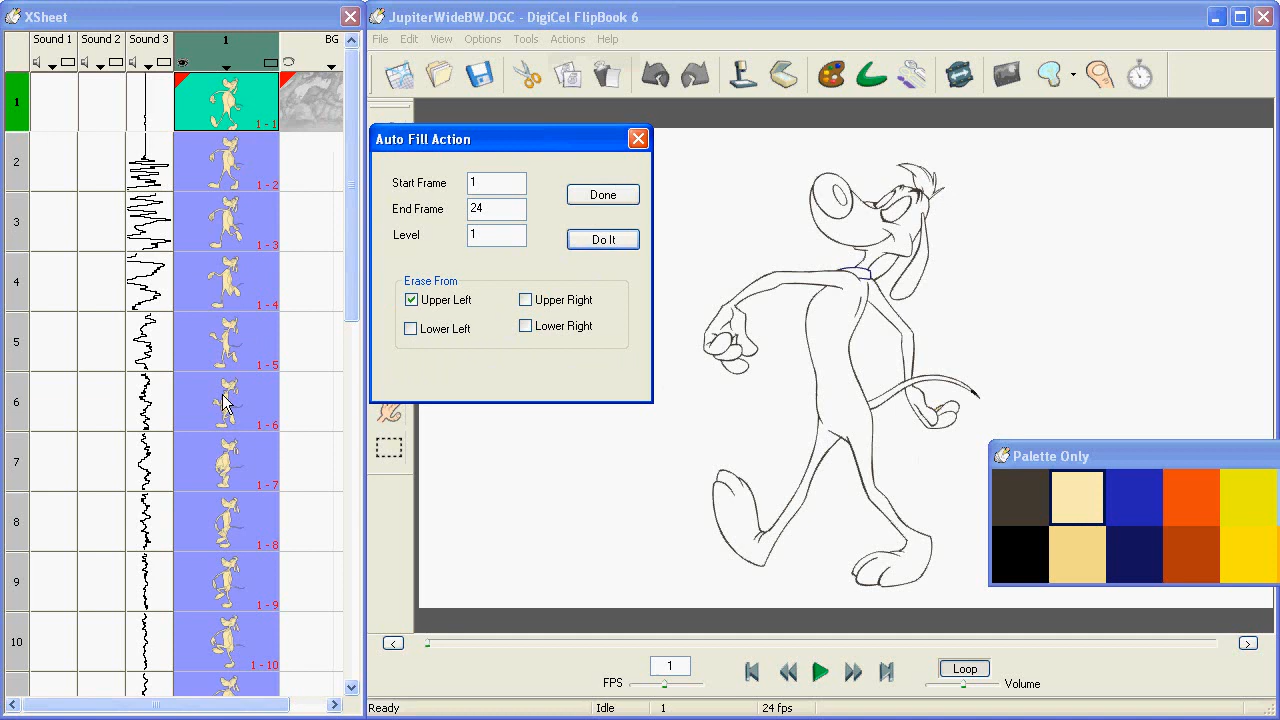 XSheet
JupiterWideBW.DGC - DigiCel FlipBook 6
File Edit View Options Tools Actions Help
Sound 1 Sound 2 Sound 3 1 BG
1 1 - 1
2 1 - 2
3 1 - 3
4 1 - 4
5 1 - 5
6 1 - 6
7 1 - 7
8 1 - 8
9 1 - 9
10 1 - 10
Auto Fill Action
Start Frame 1
Done
End Frame 24
Level 1
Do It
Erase From
Upper Left Upper Right
Lower Left Lower Right
Palette Only
< >
1
FPS
Loop
Volume
Ready Idle 1 24 fps